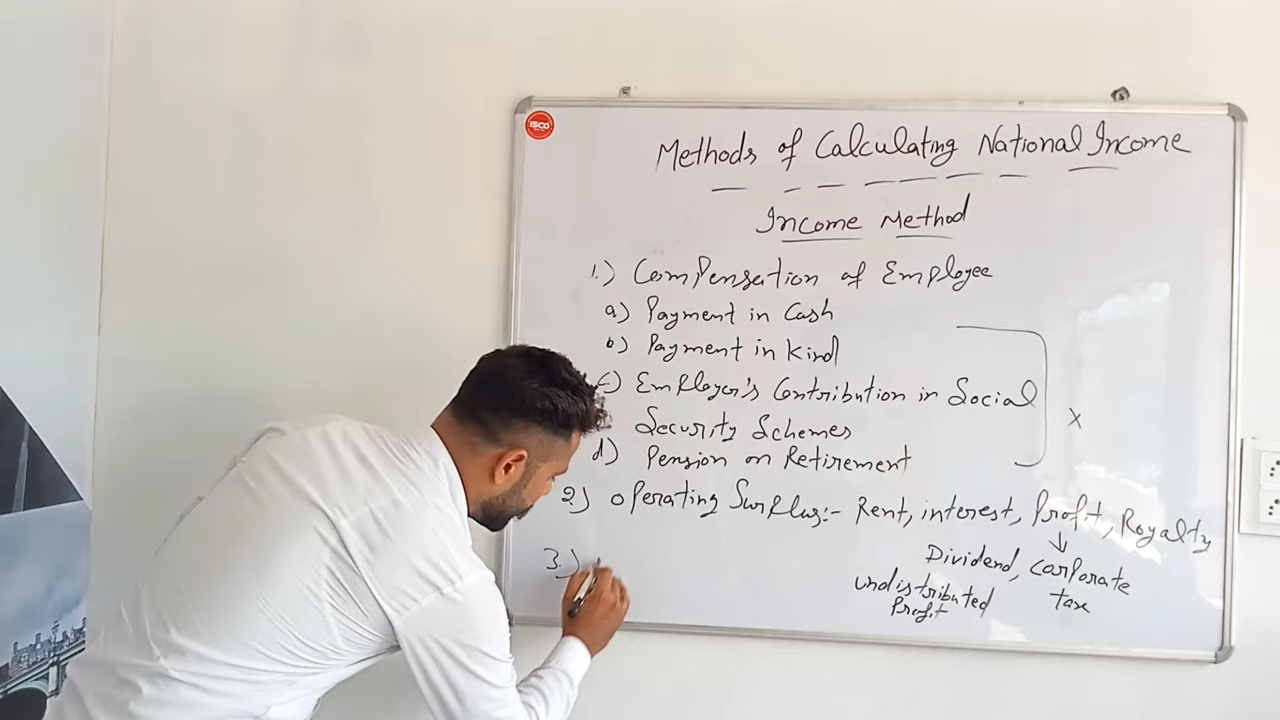 ISCO
Methods of Calculating National Income
Income Method
1.) Compensation of Employee
a) Payment in Cash
b) Payment in Kind
c) Employer's Contribution in Social
Security Schemes
X
d) Pension on Retirement
2.) Operating Surplus:- Rent, interest, Profit, Royalty
Dividend, Corporate
tax
undistributed
Profit
3.)